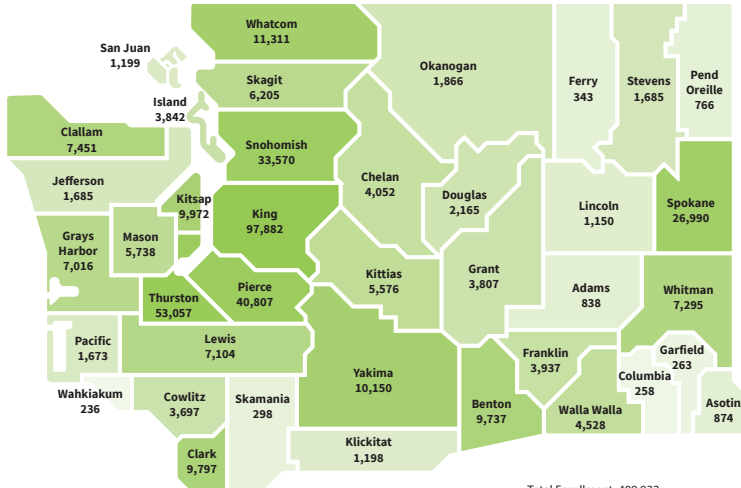 Whatcom
11,311
San Juan
1,199
Okanogan
1,866
Skagit
6,205
Ferry
343
Stevens
1,685
Pend
Oreille
766
Island
3,842
Clallam
7,451
Snohomish
33,570
Chelan
4,052
Jefferson
1,685
Kitsap
9,972
King
97,882
Douglas
2,165
Lincoln
1,150
Spokane
26,990
Grays
Harbor
7,016
Mason
5,738
Kittias
5,576
Grant
3,807
Adams
838
Whitman
7,295
Thurston
53,057
Pierce
40,807
Pacific
1,673
Lewis
7,104
Yakima
10,150
Franklin
3,937
Garfield
263
Columbia
258
Wahkiakum
236
Cowlitz
3,697
Skamania
298
Benton
9,737
Walla Walla
4,528
Asotin
874
Clark
9,797
Klickitat
1,198
Total Enrollment